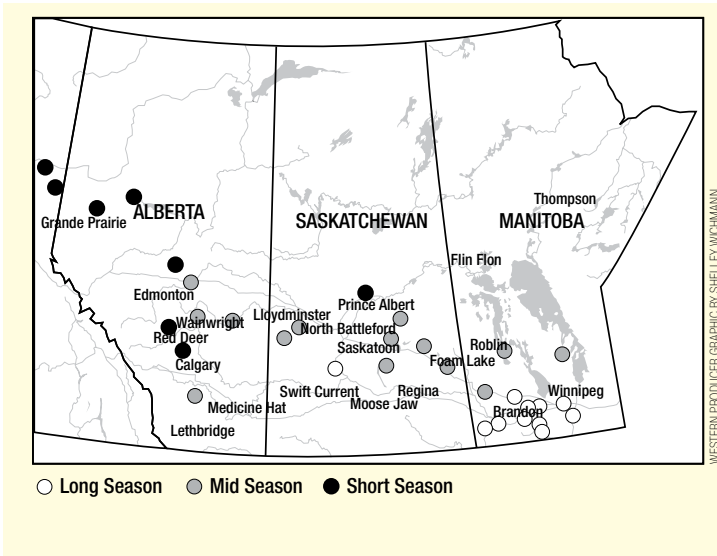 Thompson
Grande Prairie
ALBERTA
SASKATCHEWAN
MANITOBA
Flin Flon
Edmonton
Prince Albert
Lloydminster
Wainwright
North Battleford
Red Deer
Saskatoon
Roblin
Foam Lake
Calgary
Swift Current
Regina
Winnipeg
Medicine Hat
Moose Jaw
Brandon
Lethbridge
Long Season
Mid Season
Short Season
WESTERN PRODUCER GRAPHIC BY SHELLEY WICHMANN